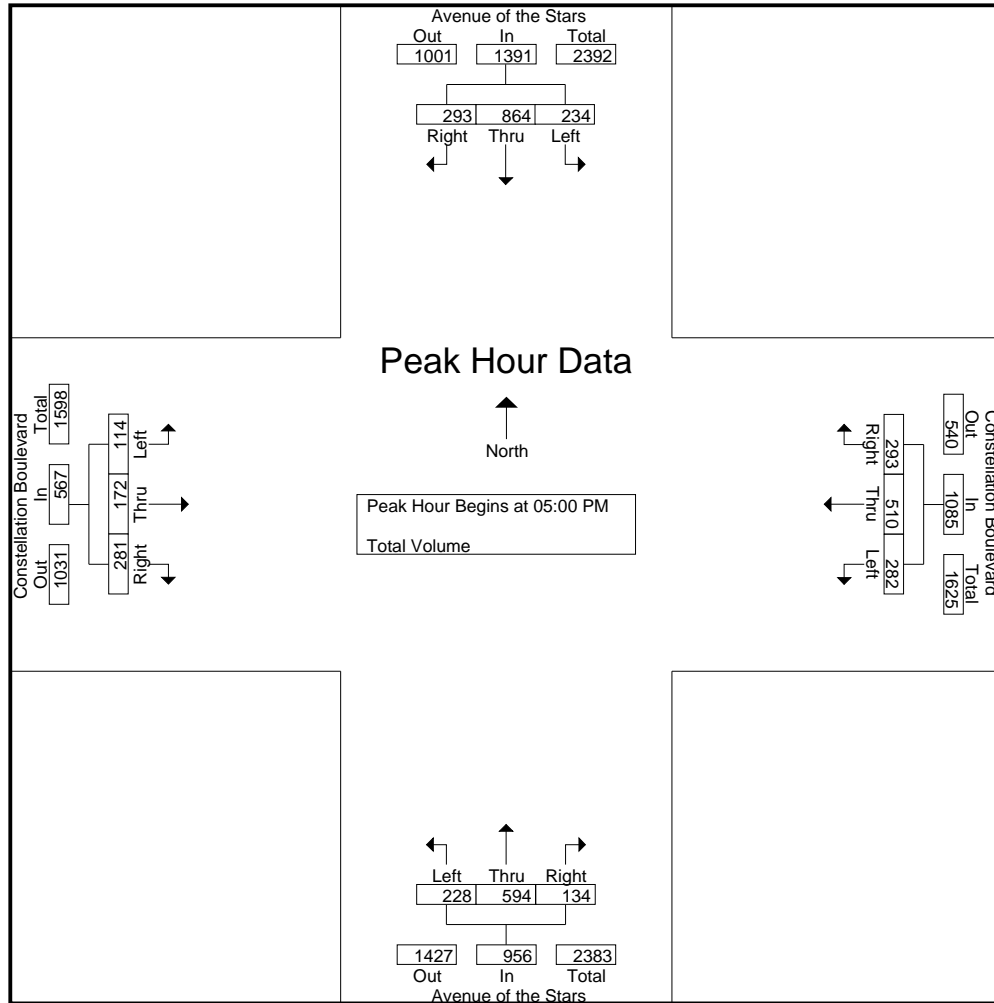 Avenue of the Stars
Out In Total
1001 1391 2392
293 864 234
Right Thru Left
Peak Hour Data
North
Peak Hour Begins at 05:00 PM
Total Volume
Constellation Boulevard
Out In Total
1031 567 1598
114 172 281
Left Thru Right
Constellation Boulevard
Out In Total
540 1085 1625
293 510 282
Right Thru Left
Left Thru Right
228 594 134
1427 956 2383
Out In Total
Avenue of the Stars